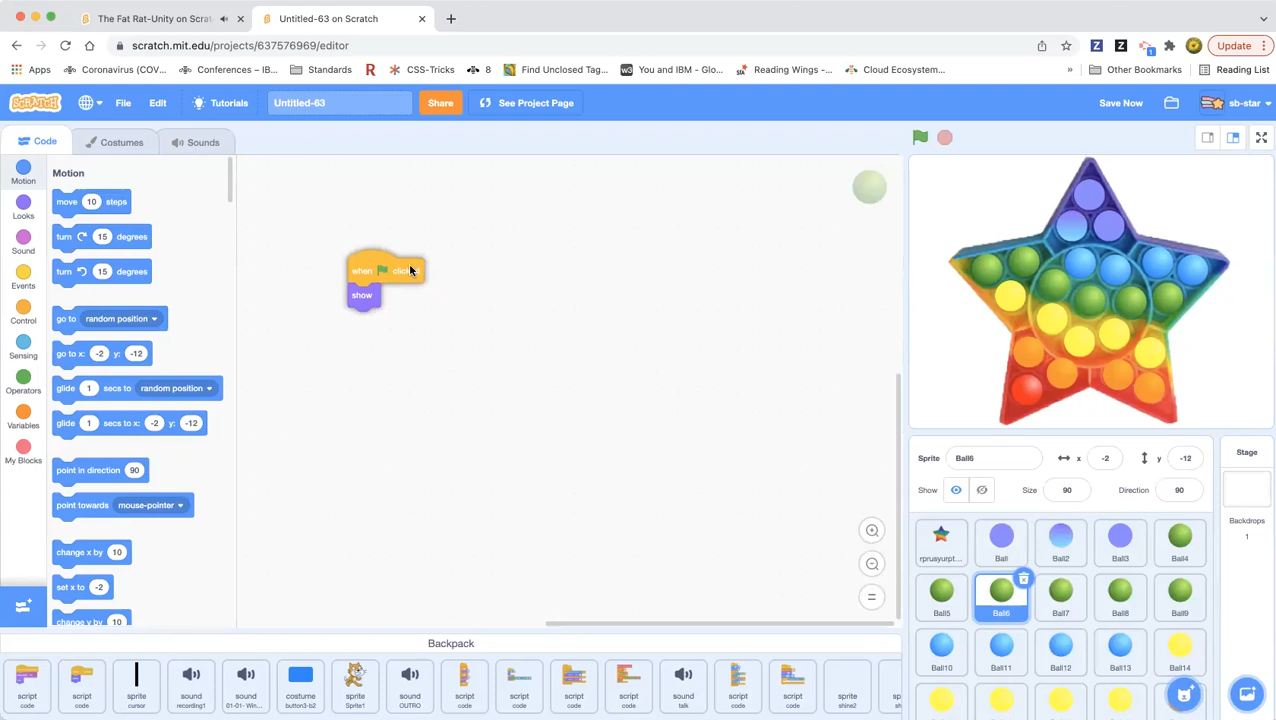 The Fat Rat-Unity on Scrat
Untitled-63 on Scratch
scratch.mit.edu/projects/637576969/editor
Update
Apps
Coronavirus (COV...
Conferences – IB...
Standards
CSS-Tricks
8
Find Unclosed Tag...
You and IBM - Glo...
Reading Wings -...
Cloud Ecosystem...
»
Other Bookmarks
Reading List
SCRATCH
File
Edit
Tutorials
Untitled-63
Share
See Project Page
Save Now
sb-star
Code
Costumes
Sounds
Motion
Looks
Sound
Events
Control
Sensing
Operators
Variables
My Blocks
Motion
move 10 steps
turn 15 degrees
turn 15 degrees
go to random position
go to x: -2 y: -12
glide 1 secs to random position
glide 1 secs to x: -2 y: -12
point in direction 90
point towards mouse-pointer
change x by 10
set x to -2
change y by 10
when clicked
show
Sprite Ball6 x -2 y -12
Show Size 90 Direction 90
Stage
Backdrops
1
rpruayurpt... Ball Ball2 Ball3 Ball4
Ball5 Ball6 Ball7 Ball8 Ball9
Ball10 Ball11 Ball12 Ball13 Ball14
Backpack
script script sprite sound sound costume sprite sound script script script script sound script script sprite
code code cursor recording1 01-01- Win... button3-b2 Sprite1 OUTRO code code code code talk code code shine2